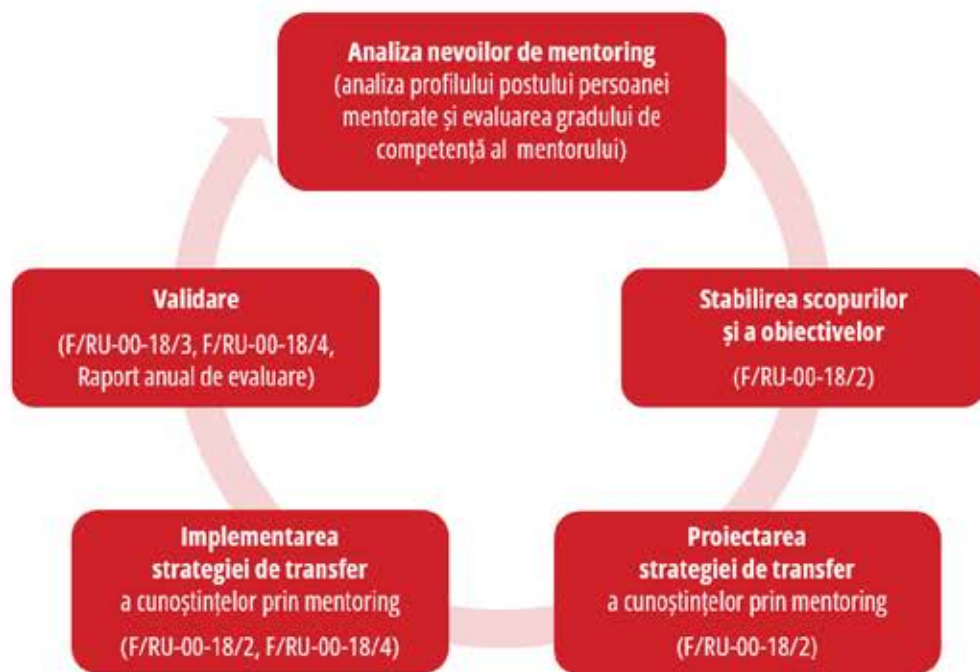 Analiza nevoilor de mentoring
(analiza profilului postului persoanei
mentorate și evaluarea gradului de
competență al mentorului)
Stabilirea scopurilor
și a obiectivelor
(F/RU-00-18/2)
Proiectarea
strategiei de transfer
a cunoștințelor prin mentoring
(F/RU-00-18/2)
Implementarea
strategiei de transfer
a cunoștințelor prin mentoring
(F/RU-00-18/2, F/RU-00-18/4)
Validare
(F/RU-00-18/3, F/RU-00-18/4,
Raport anual de evaluare)